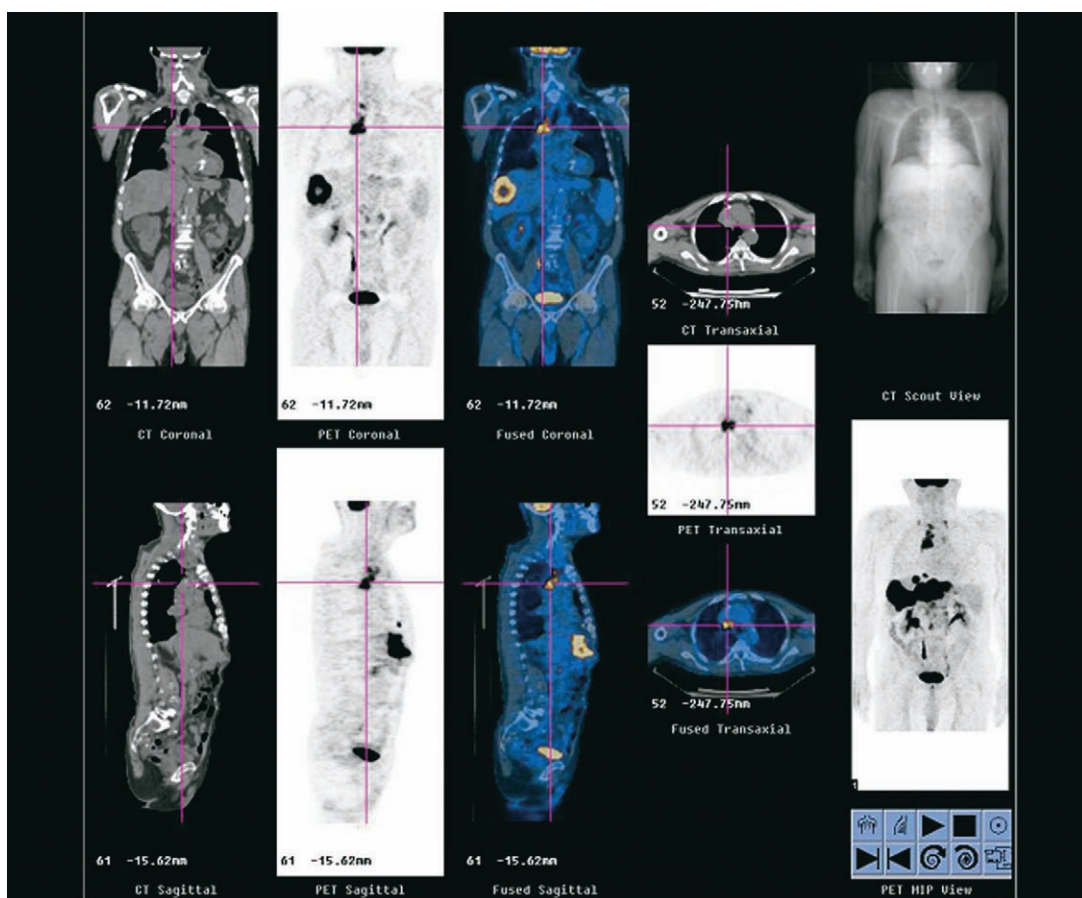 62 -11.72mm
CT Coronal
62 -11.72mm
PET Coronal
62 -11.72mm
Fused Coronal
52 -247.75mm
CT Transaxial
CT Scout View
52 -247.75mm
PET Transaxial
61 -15.62mm
CT Sagittal
61 -15.62mm
PET Sagittal
61 -15.62mm
Fused Sagittal
52 -247.75mm
Fused Transaxial
1
PET MIP View